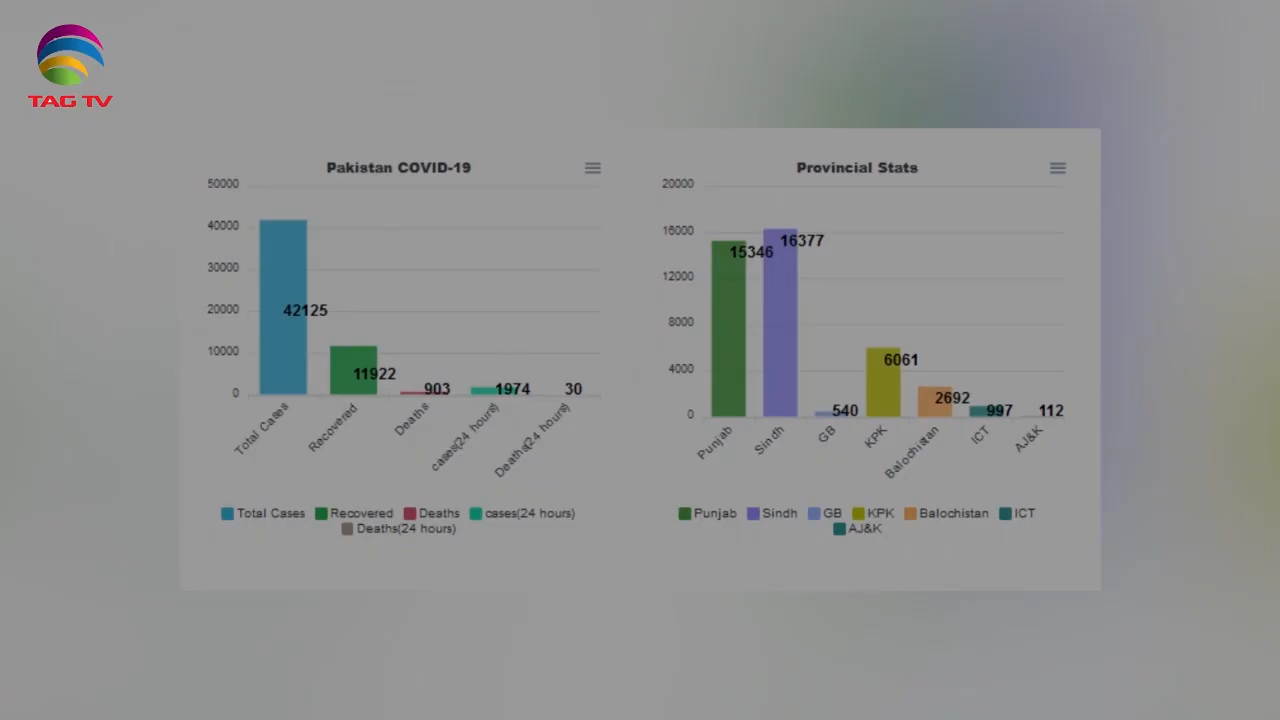 TAG TV
Pakistan COVID-19
50000
40000
30000
20000
10000
0
42125
11922
903
1974
30
Total Cases
Recovered
Deaths
cases(24 hours)
Deaths(24 hours)
Total Cases Recovered Deaths cases(24 hours)
Deaths(24 hours)
Provincial Stats
20000
16000
12000
8000
4000
0
15346
16377
540
6061
2692
997
112
Punjab
Sindh
GB
KPK
Balochistan
ICT
AJ&K
Punjab Sindh GB KPK Balochistan ICT
AJ&K